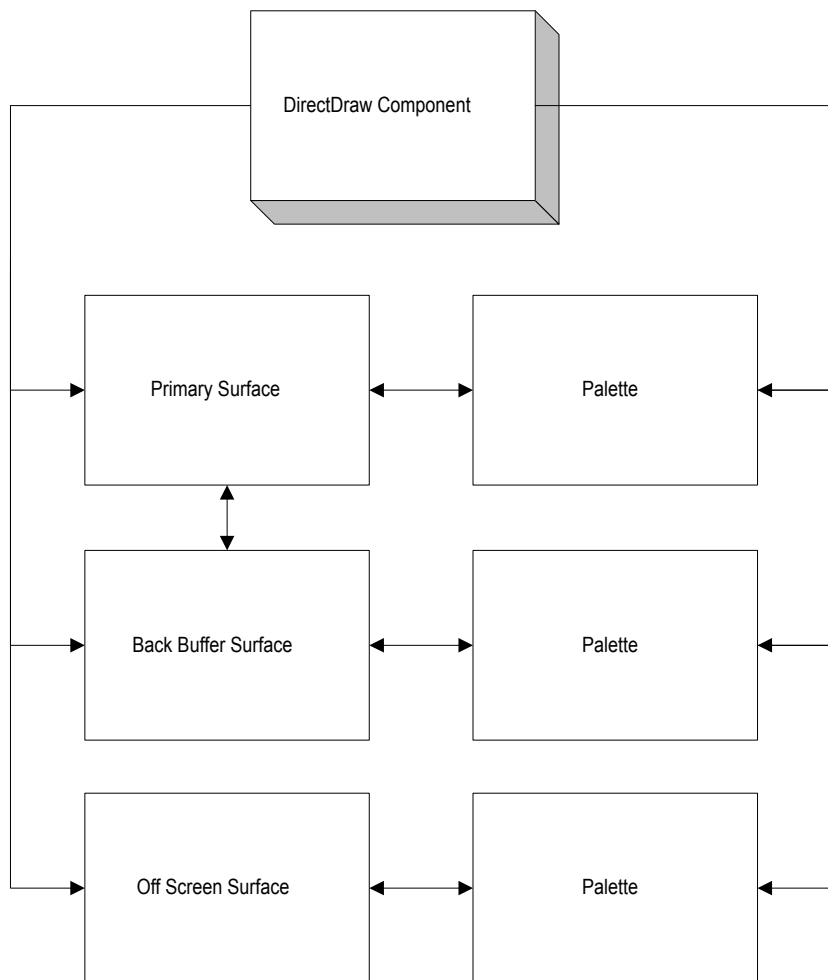 DirectDraw Component
Primary Surface
Palette
Back Buffer Surface
Palette
Off Screen Surface
Palette